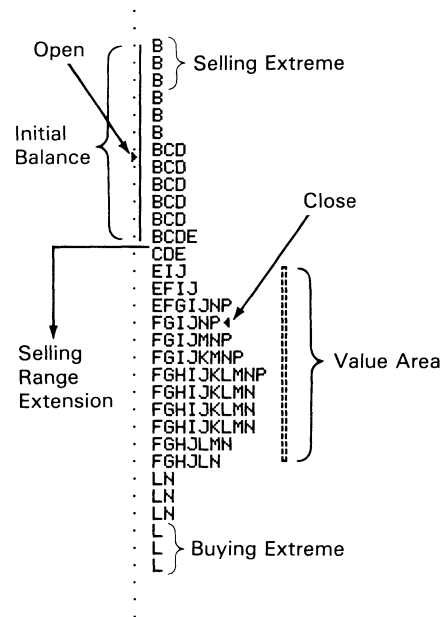 B
Open
B
Selling Extreme
B
B
B
B
Initial
Balance
BCD
BCD
BCD
BCD
BCD
Close
BCDE
CDE
EIJ
EFIJ
EFGIJNP
FGIJNP
FGIJMNP
Selling
Range
Extension
FGIJKMNP
Value Area
FGHIJKLMNP
FGHIJKLMN
FGHIJKLMN
FGHIJKLMN
FGHJLMN
FGHJLN
LN
LN
LN
L
L
Buying Extreme
L